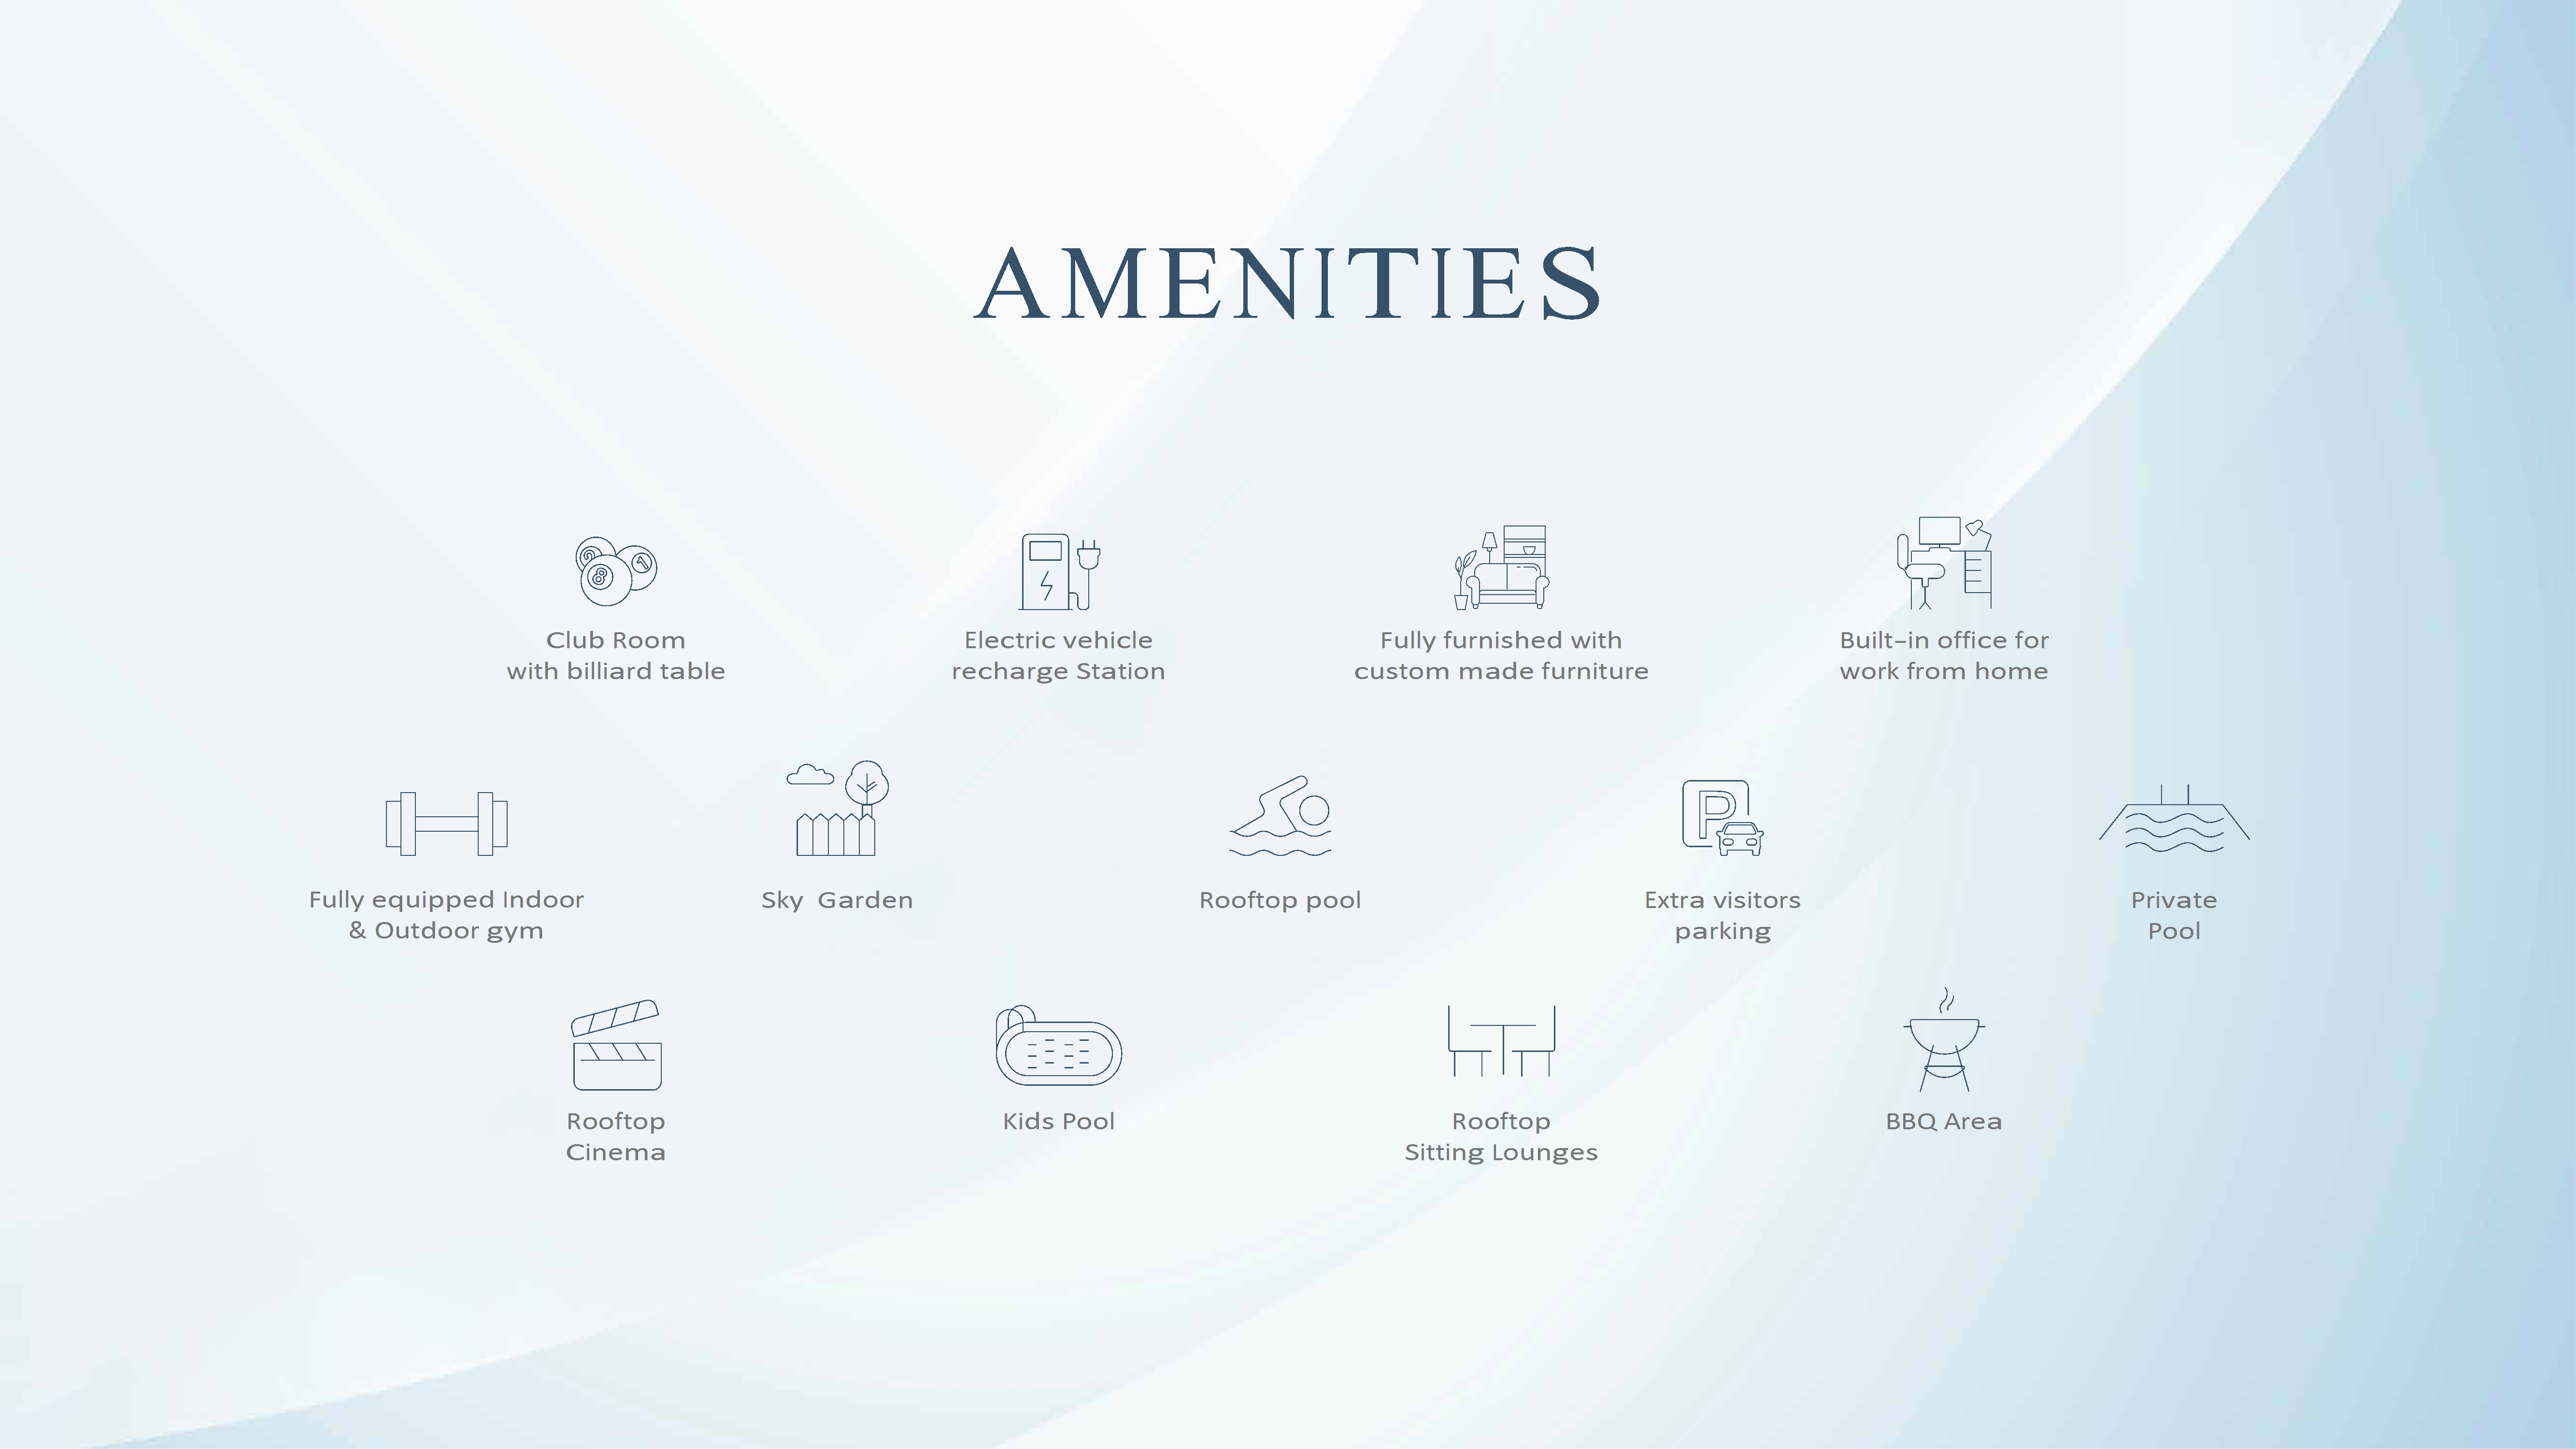 AMENITIES
Club Room
with billiard table
Electric vehicle
recharge Station
Fully furnished with
custom made furniture
Built-in office for
work from home
Fully equipped Indoor
& Outdoor gym
Sky Garden
Rooftop pool
P
Extra visitors
parking
Private
Pool
Rooftop
Cinema
Kids Pool
Rooftop
Sitting Lounges
BBQ Area